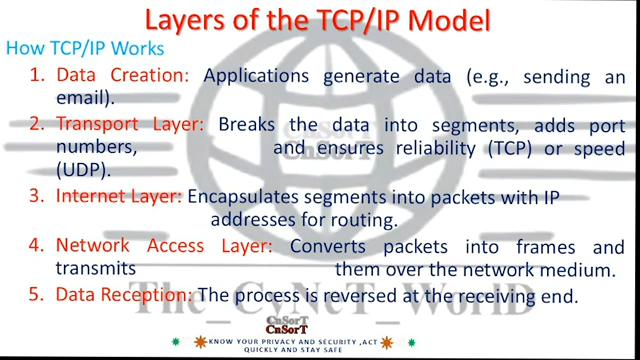 Layers of the TCP/IP Model
How TCP/IP Works
1. Data Creation: Applications generate data (e.g., sending an
email).
2. Transport Layer: Breaks the data into segments, adds port
numbers, and ensures reliability (TCP) or speed
(UDP).
3. Internet Layer: Encapsulates segments into packets with IP
addresses for routing.
4. Network Access Layer: Converts packets into frames and
transmits them over the network medium.
5. Data Reception: The process is reversed at the receiving end.
CnSorT
CnSorT
The_CyNeT_WorlD
CnSorT
CnSorT
KNOW YOUR PRIVACY AND SECURITY ,ACT
QUICKLY AND STAY SAFE